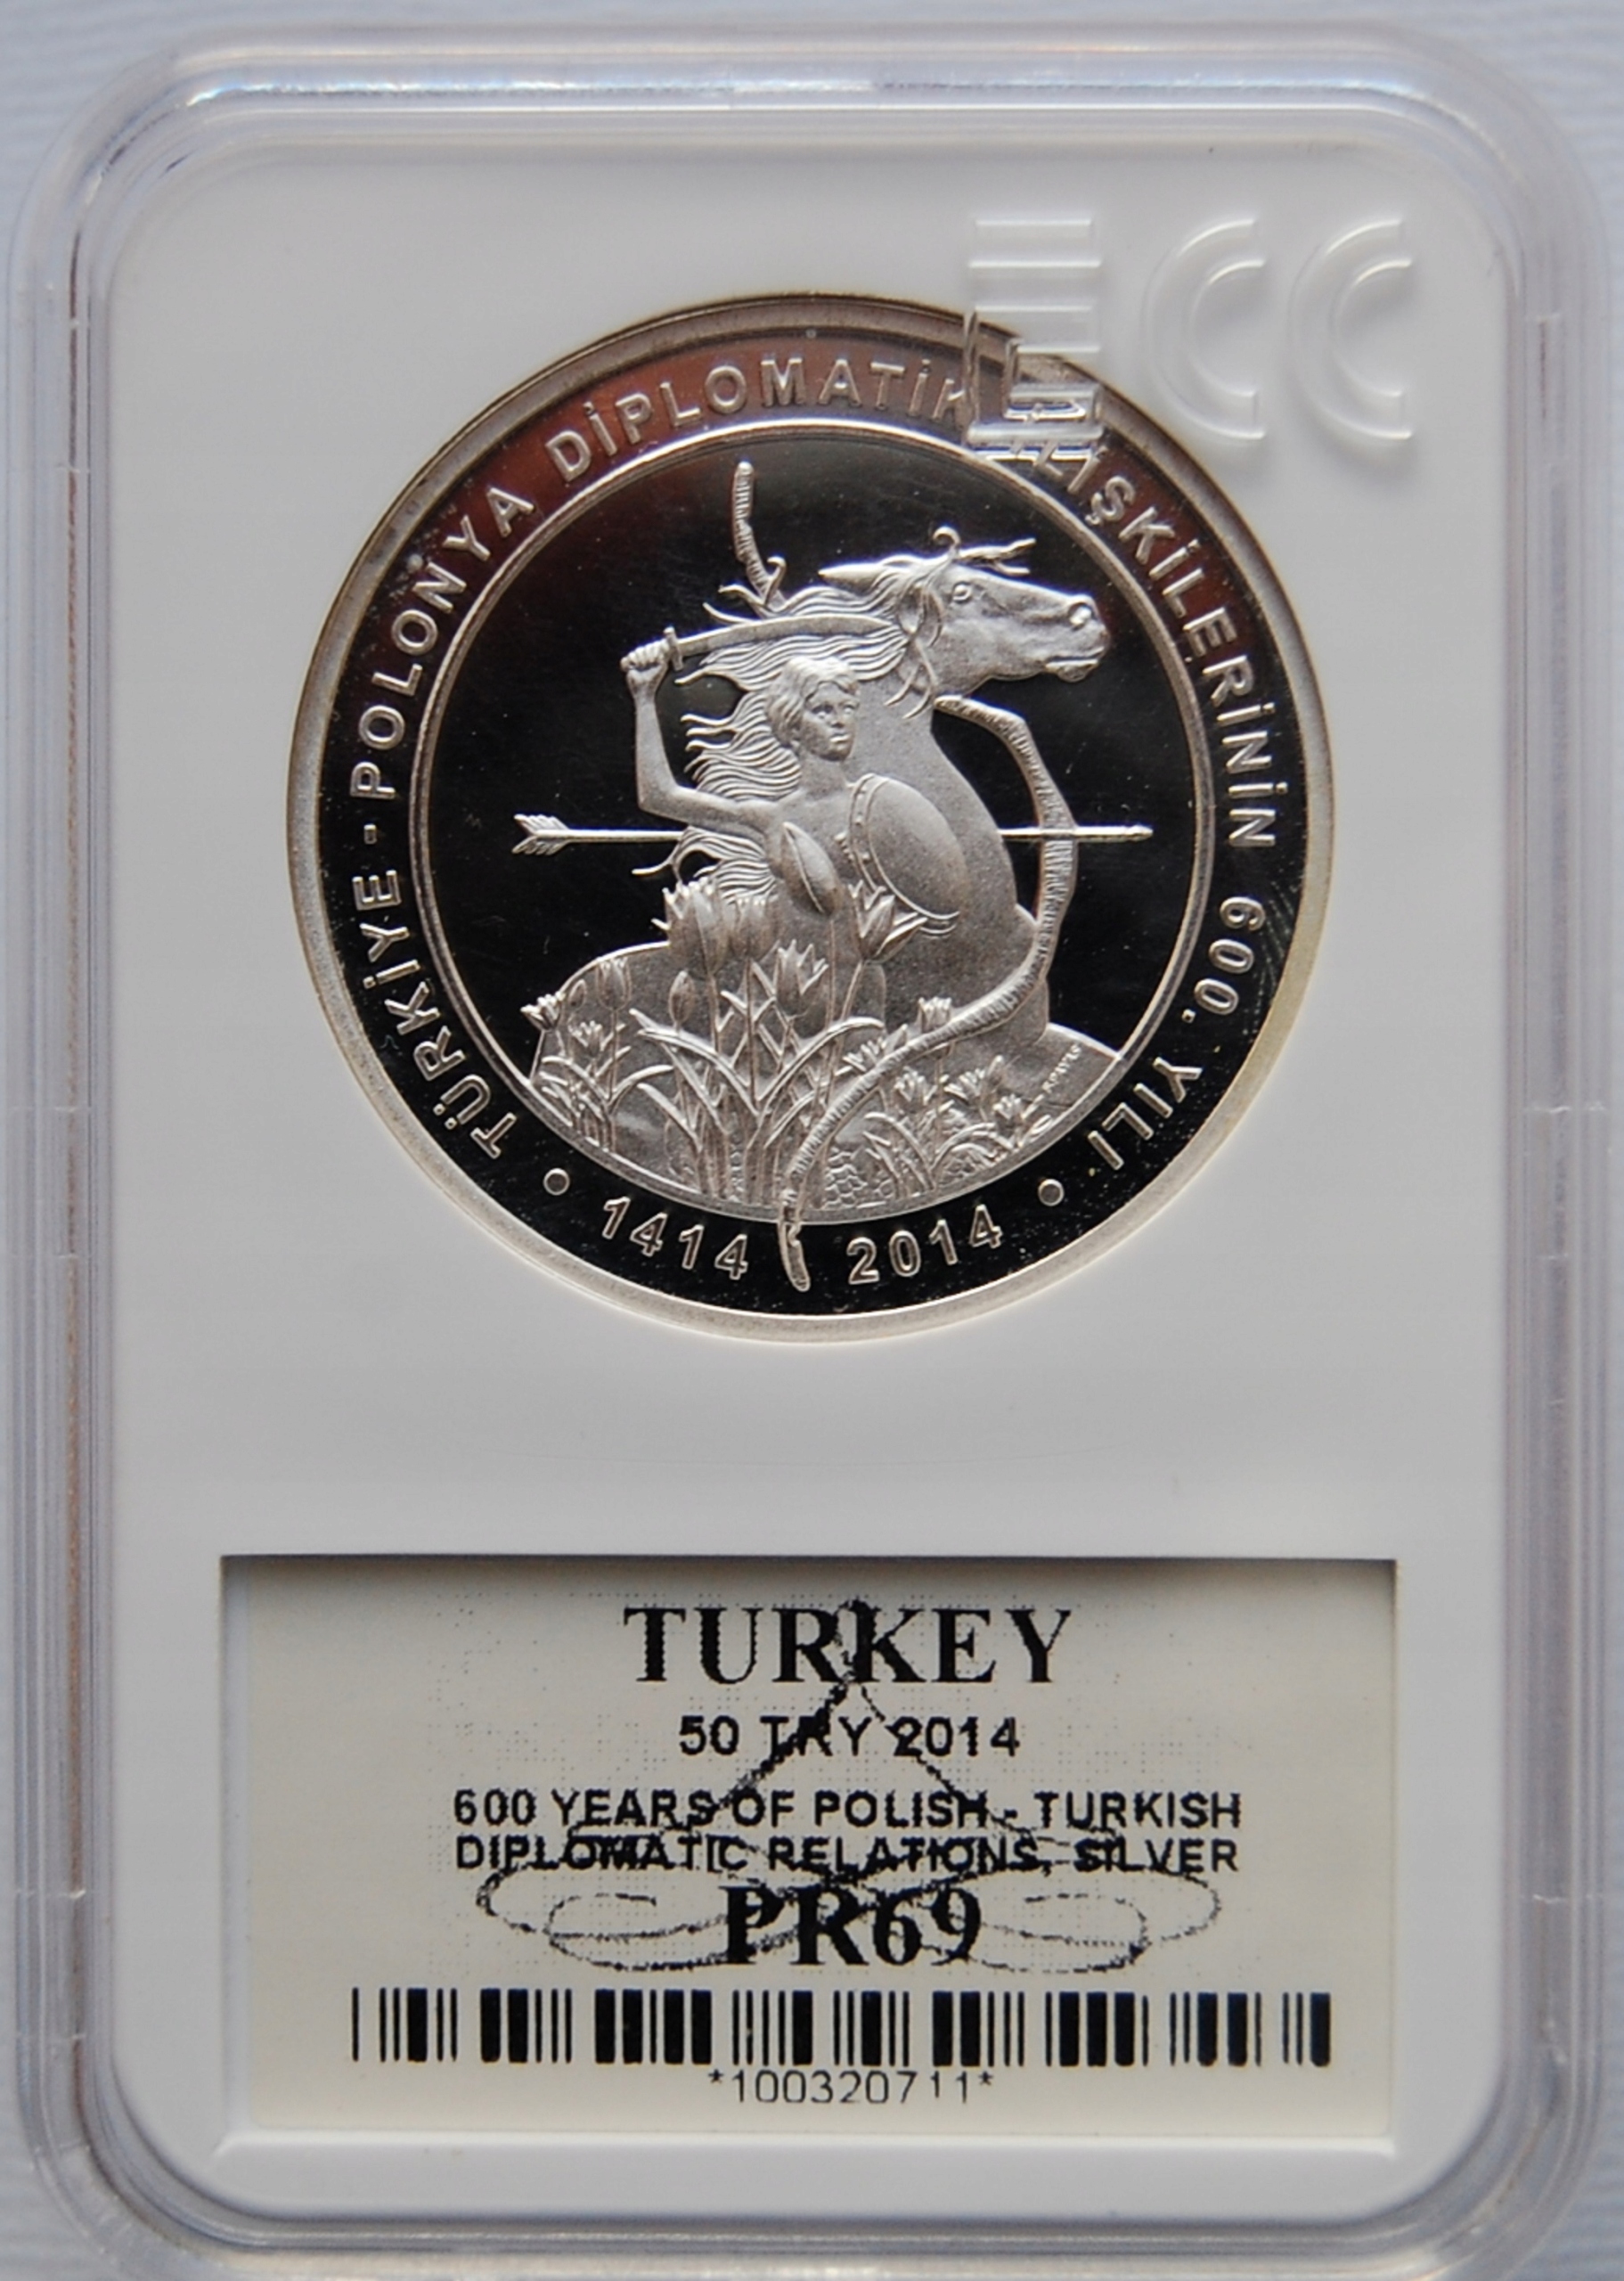 ECC
TÜRKİYE - POLONYA DİPLOMATİK İLİŞKİLERİNİN 600. YILI
• 1414 2014 •
TURKEY
50 TRY 2014
600 YEARS OF POLISH - TURKISH
DIPLOMATIC RELATIONS, SILVER
PR69
*100320711*